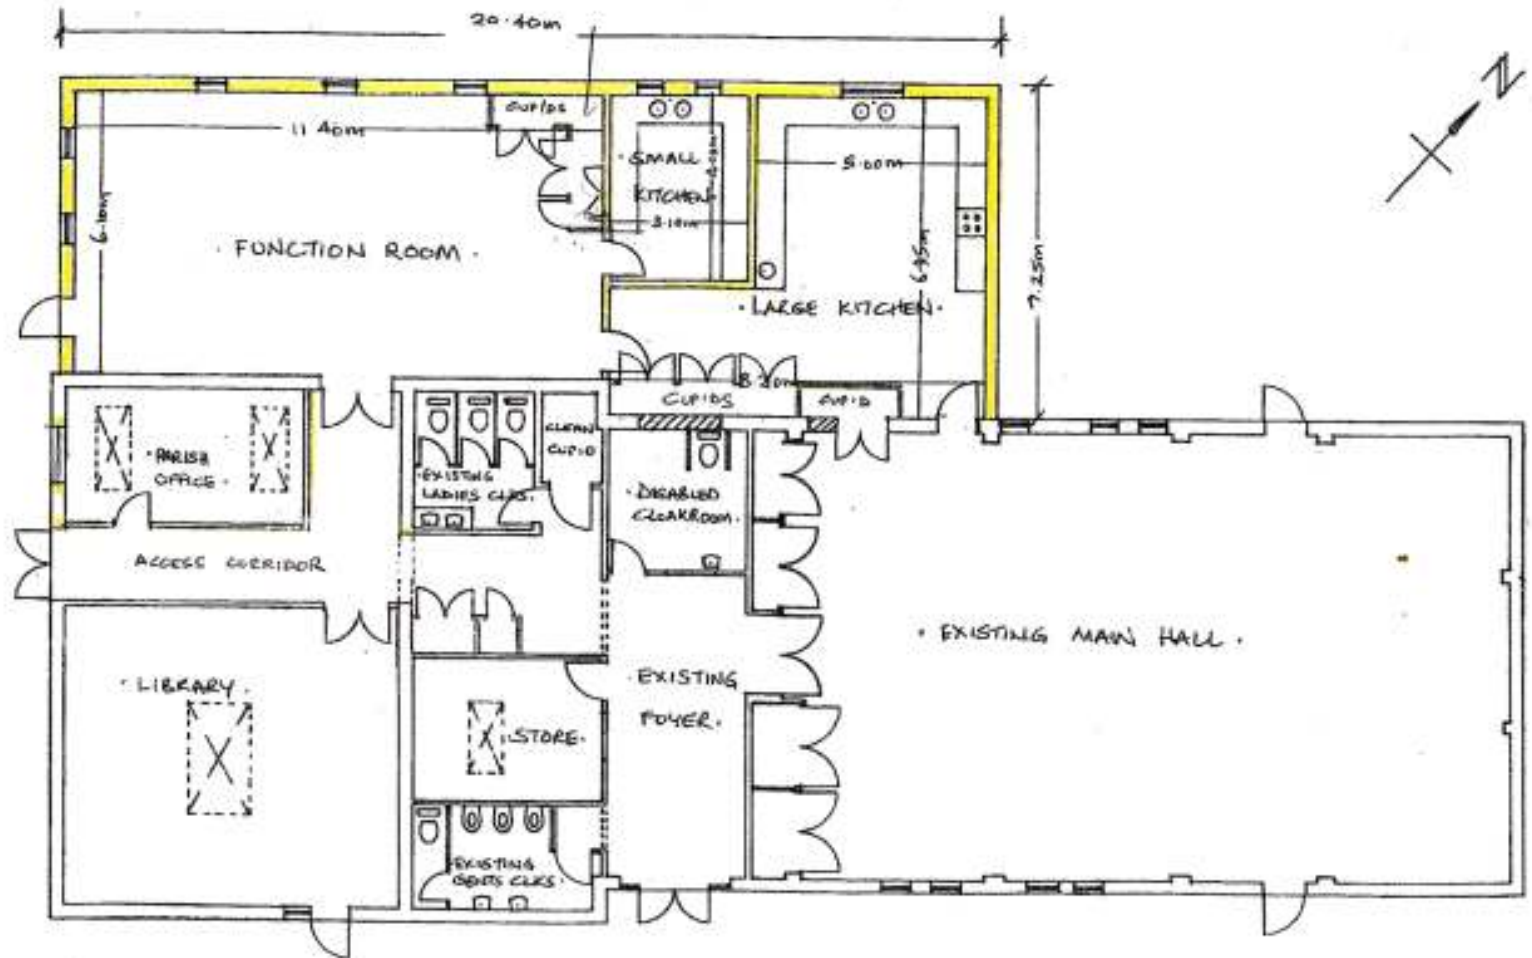 20.40m
N
CUP'DS
11.40m
SMALL
KITCHEN.
3.10m
5.00m
6.10m
6.95m
7.25m
. FUNCTION ROOM .
. LARGE KITCHEN .
CUP'DS
8.20m
CUP'D
PARISH
OFFICE .
EXISTING
LADIES CLKS.
CLEAN
CUP'D
. DISABLED
CLOAKROOM.
ACCESS CORRIDOR
. LIBRARY .
. STORE.
. EXISTING
FOYER.
. EXISTING MAIN HALL .
EXISTING
GENTS CLKS.